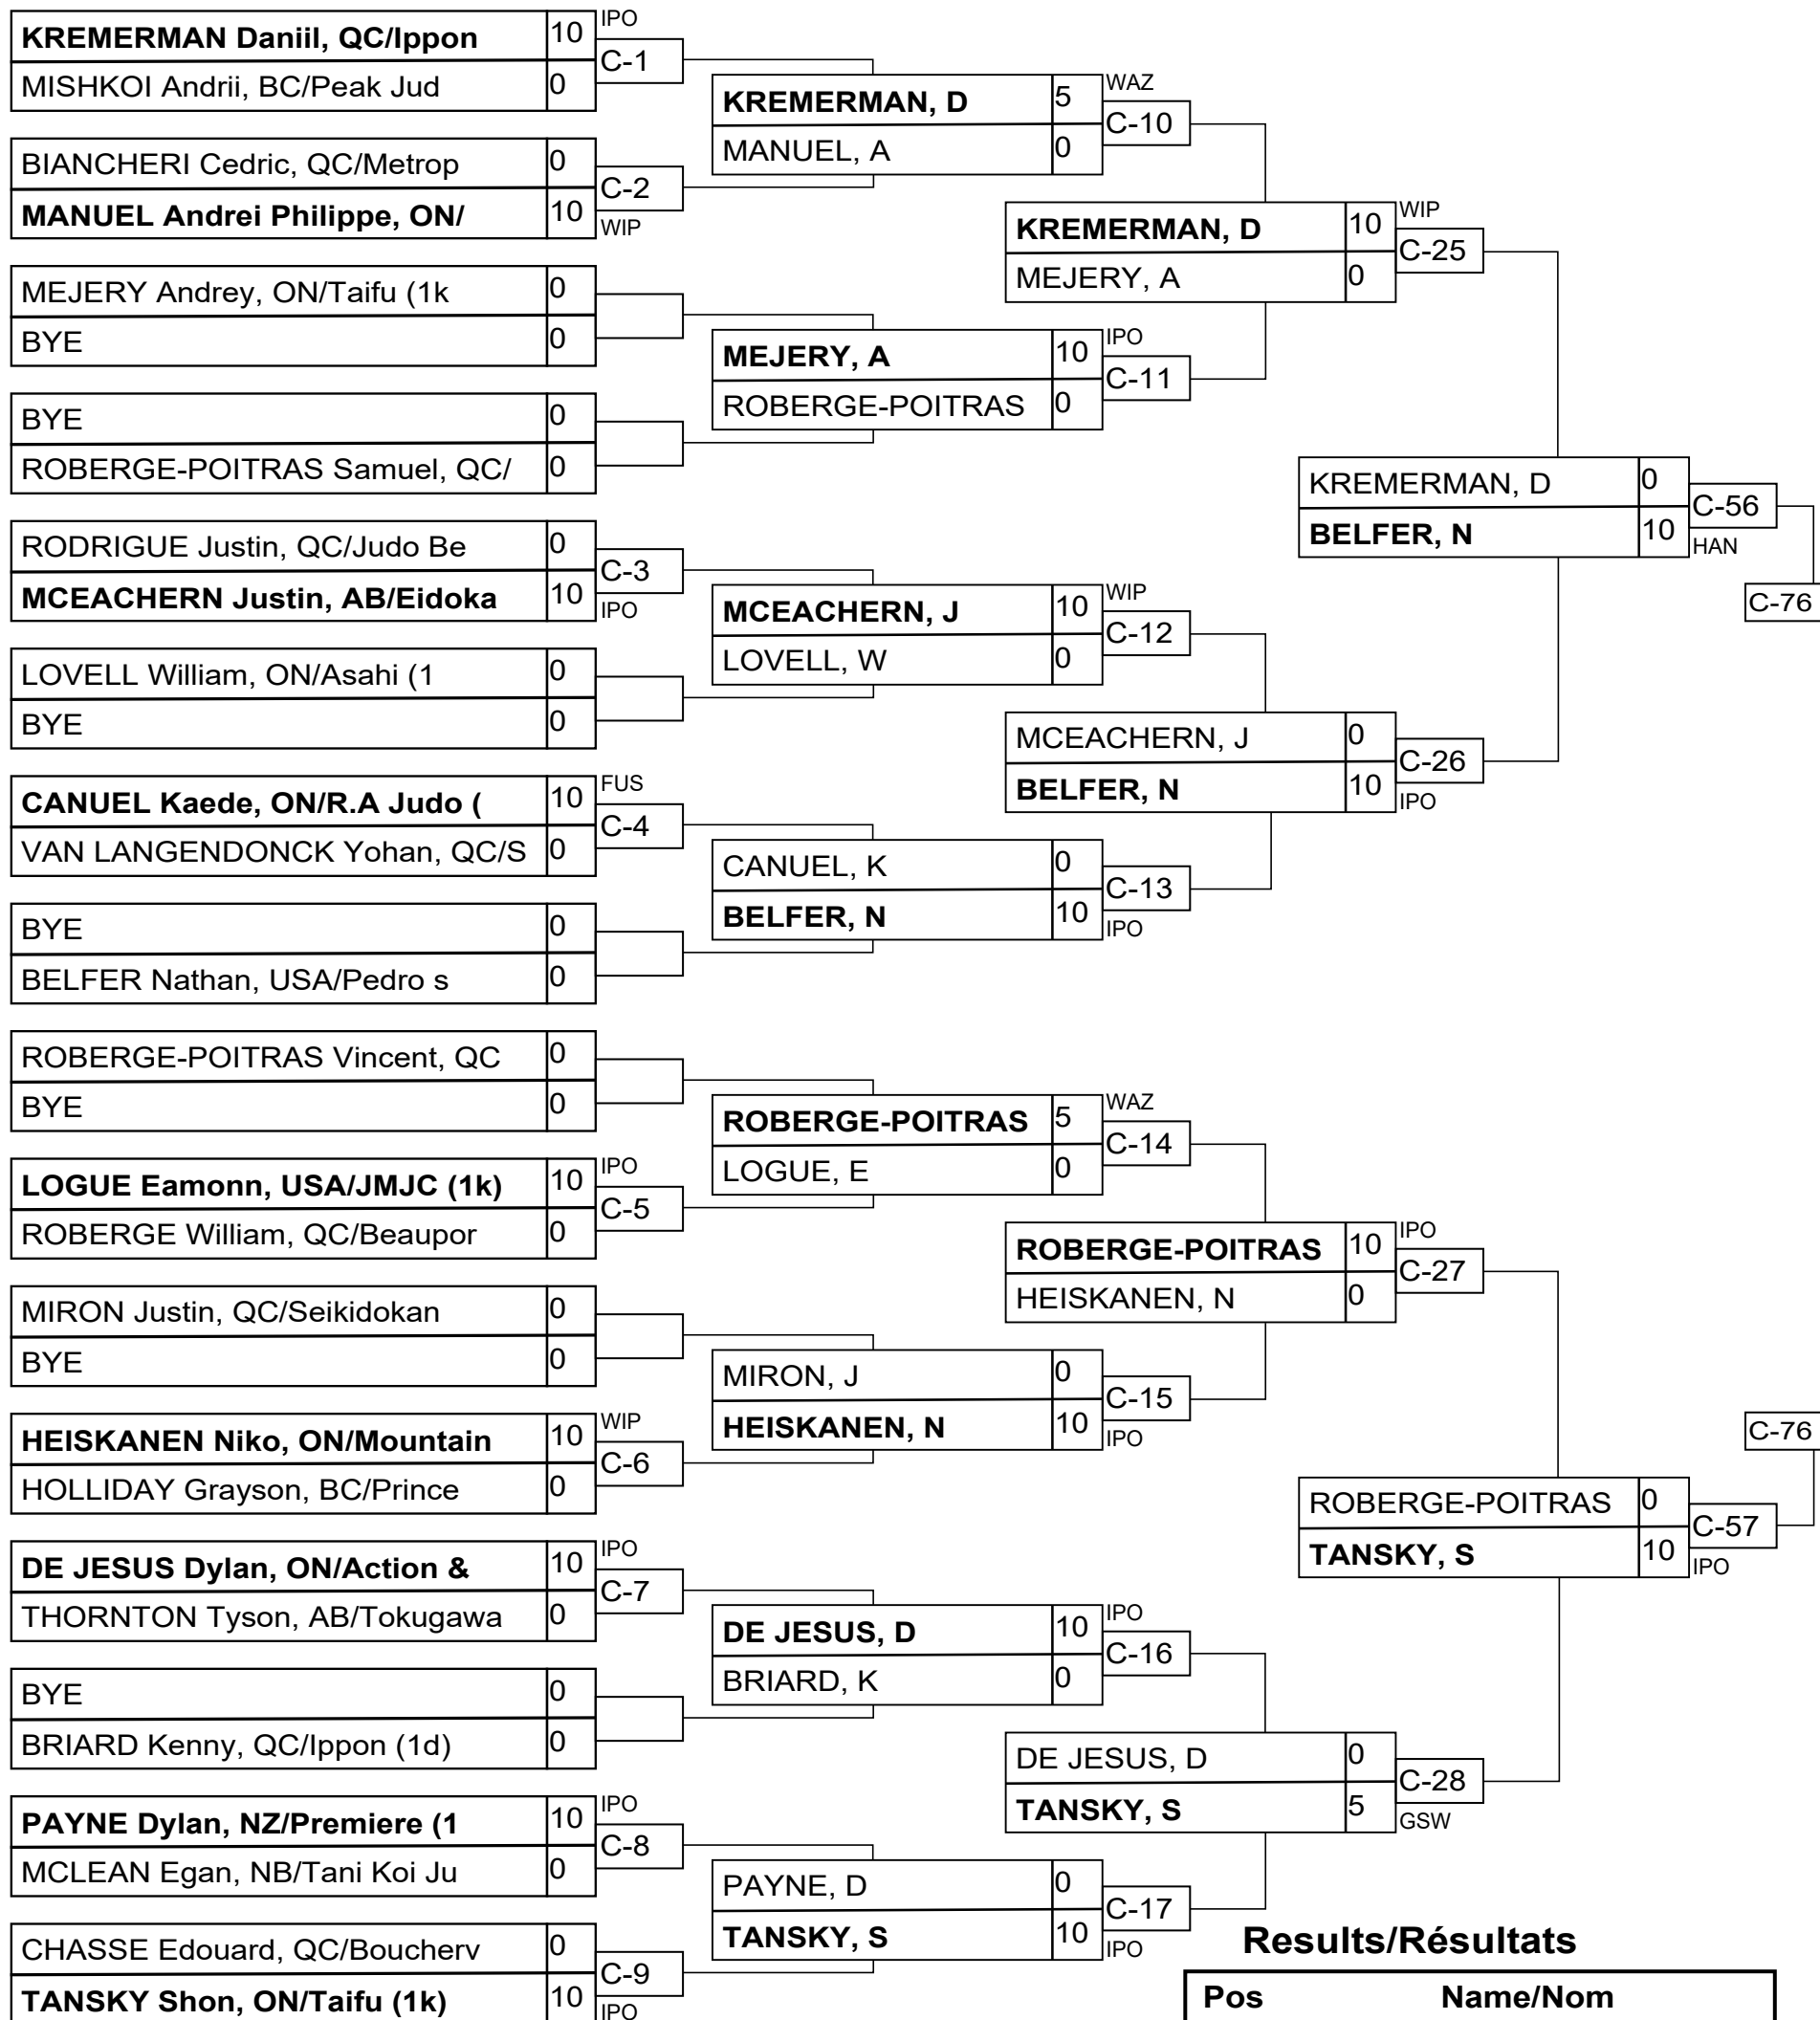 KREMERMAN Daniil, QC/Ippon 10 IPO
C-1
MISHKOI Andrii, BC/Peak Jud 0
BIANCHERI Cedric, QC/Metrop 0
C-2
MANUEL Andrei Philippe, ON/ 10 WIP
MEJERY Andrey, ON/Taifu (1k 0
BYE 0
BYE 0
ROBERGE-POITRAS Samuel, QC/ 0
RODRIGUE Justin, QC/Judo Be 0
C-3
MCEACHERN Justin, AB/Eidoka 10 IPO
LOVELL William, ON/Asahi (1 0
BYE 0
CANUEL Kaede, ON/R.A Judo ( 10 FUS
C-4
VAN LANGENDONCK Yohan, QC/S 0
BYE 0
BELFER Nathan, USA/Pedro s 0
ROBERGE-POITRAS Vincent, QC 0
BYE 0
LOGUE Eamonn, USA/JMJC (1k) 10 IPO
C-5
ROBERGE William, QC/Beaupor 0
MIRON Justin, QC/Seikidokan 0
BYE 0
HEISKANEN Niko, ON/Mountain 10 WIP
C-6
HOLLIDAY Grayson, BC/Prince 0
DE JESUS Dylan, ON/Action & 10 IPO
C-7
THORNTON Tyson, AB/Tokugawa 0
BYE 0
BRIARD Kenny, QC/Ippon (1d) 0
PAYNE Dylan, NZ/Premiere (1 10 IPO
C-8
MCLEAN Egan, NB/Tani Koi Ju 0
CHASSE Edouard, QC/Boucherv 0
C-9
TANSKY Shon, ON/Taifu (1k) 10 IPO
KREMERMAN, D 5 WAZ
C-10
MANUEL, A 0
MEJERY, A 10 IPO
C-11
ROBERGE-POITRAS 0
MCEACHERN, J 10 WIP
C-12
LOVELL, W 0
CANUEL, K 0
C-13
BELFER, N 10 IPO
ROBERGE-POITRAS 5 WAZ
C-14
LOGUE, E 0
MIRON, J 0
C-15
HEISKANEN, N 10 IPO
DE JESUS, D 10 IPO
C-16
BRIARD, K 0
PAYNE, D 0
C-17
TANSKY, S 10 IPO
KREMERMAN, D 10 WIP
C-25
MEJERY, A 0
MCEACHERN, J 0
C-26
BELFER, N 10 IPO
ROBERGE-POITRAS 10 IPO
C-27
HEISKANEN, N 0
DE JESUS, D 0
C-28
TANSKY, S 5 GSW
KREMERMAN, D 0
C-56
BELFER, N 10 HAN
C-76
C-76
ROBERGE-POITRAS 0
C-57
TANSKY, S 10 IPO
Results/Résultats
Pos Name/Nom